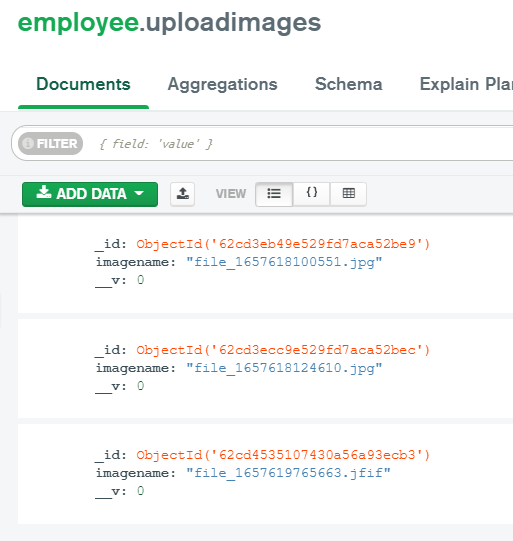 employee.uploadimages
Documents Aggregations Schema Explain Plan
FILTER { field: 'value' }
ADD DATA VIEW { }
_id: ObjectId('62cd3eb49e529fd7aca52be9')
imagename: "file_1657618100551.jpg"
__v: 0
_id: ObjectId('62cd3ecc9e529fd7aca52bec')
imagename: "file_1657618124610.jpg"
__v: 0
_id: ObjectId('62cd4535107430a56a93ecb3')
imagename: "file_1657619765663.jfif"
__v: 0